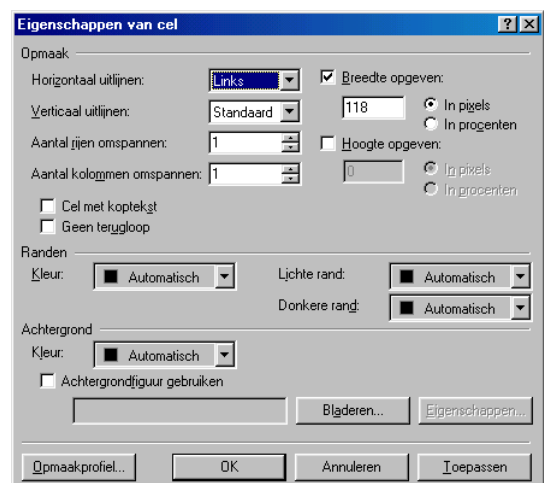 Eigenschappen van cel
Opmaak
Horizontaal uitlijnen: Links
Verticaal uitlijnen: Standaard
Aantal rijen omspannen: 1
Aantal kolommen omspannen: 1
Cel met koptekst
Geen terugloop
Breedte opgeven:
118 In pixels
In procenten
Hoogte opgeven:
0 In pixels
In procenten
Randen
Kleur: Automatisch Lichte rand: Automatisch
Donkere rand: Automatisch
Achtergrond
Kleur: Automatisch
Achtergrondfiguur gebruiken
Bladeren... Eigenschappen...
Opmaakprofiel... OK Annuleren Toepassen